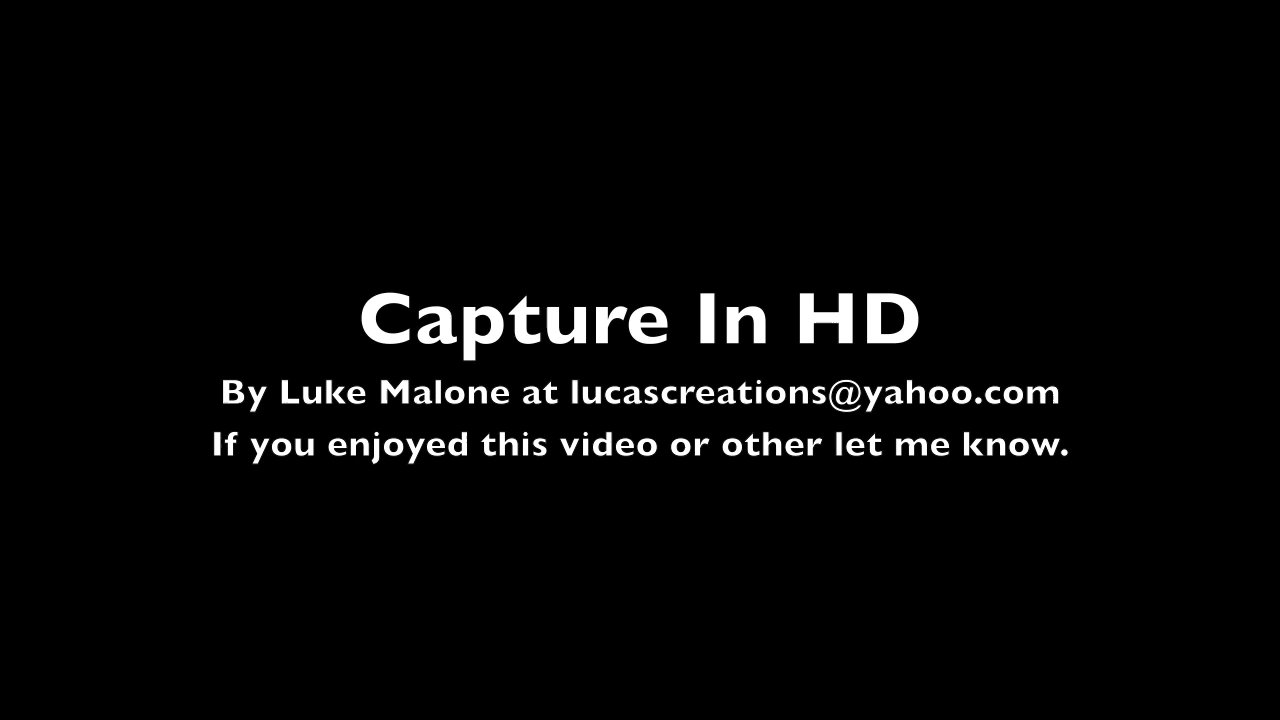 Capture In HD
By Luke Malone at lucascreations@yahoo.com
If you enjoyed this video or other let me know.